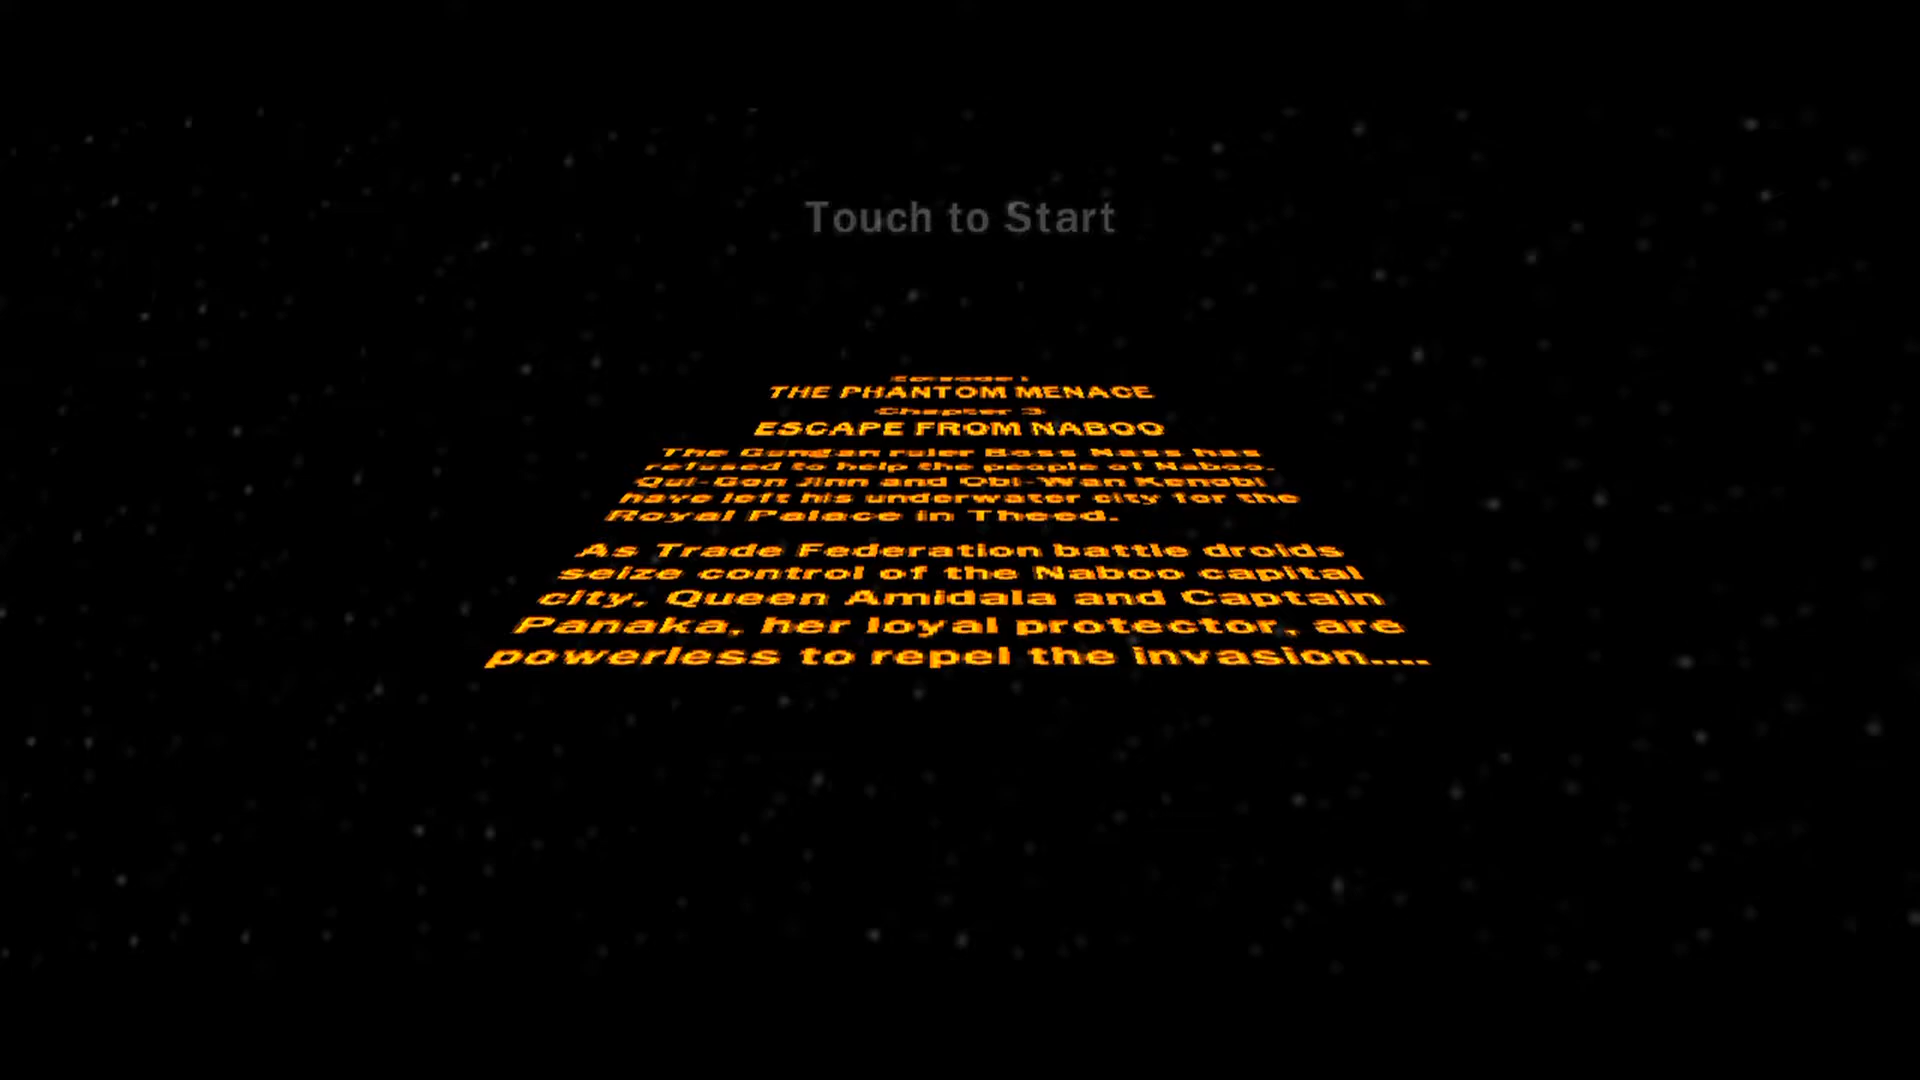 Touch to Start
Episode I
THE PHANTOM MENACE
Chapter 3
ESCAPE FROM NABOO
The Gungan ruler Boss Nass has
refused to help the people of Naboo.
Qui-Gon Jinn and Obi-Wan Kenobi
have left his underwater city for the
Royal Palace in Theed.
As Trade Federation battle droids
seize control of the Naboo capital
city, Queen Amidala and Captain
Panaka, her loyal protector, are
powerless to repel the invasion....